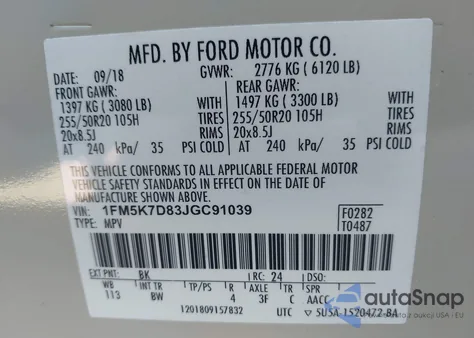 MFD. BY FORD MOTOR CO.
DATE: 09/18 GVWR: 2776 KG ( 6120 LB)
FRONT GAWR: REAR GAWR:
1397 KG ( 3080 LB) WITH 1497 KG ( 3300 LB) WITH
255/50R20 105H TIRES 255/50R20 105H TIRES
20x8.5J RIMS 20x8.5J RIMS
AT 240 kPa/ 35 PSI COLD AT 240 kPa/ 35 PSI COLD
THIS VEHICLE CONFORMS TO ALL APPLICABLE FEDERAL MOTOR
VEHICLE SAFETY STANDARDS IN EFFECT ON THE DATE OF
MANUFACTURE SHOWN ABOVE.
VIN: 1FM5K7D83JGC91039 F0282
TYPE: MPV T0487
EXT PNT: BK RC: 24 DSO:
WB INT TR TP/PS R AXLE TR SPR
113 BW 4 3F C AACC
1201809157832 UTC 5U5A-1520472-BA
autoSnap